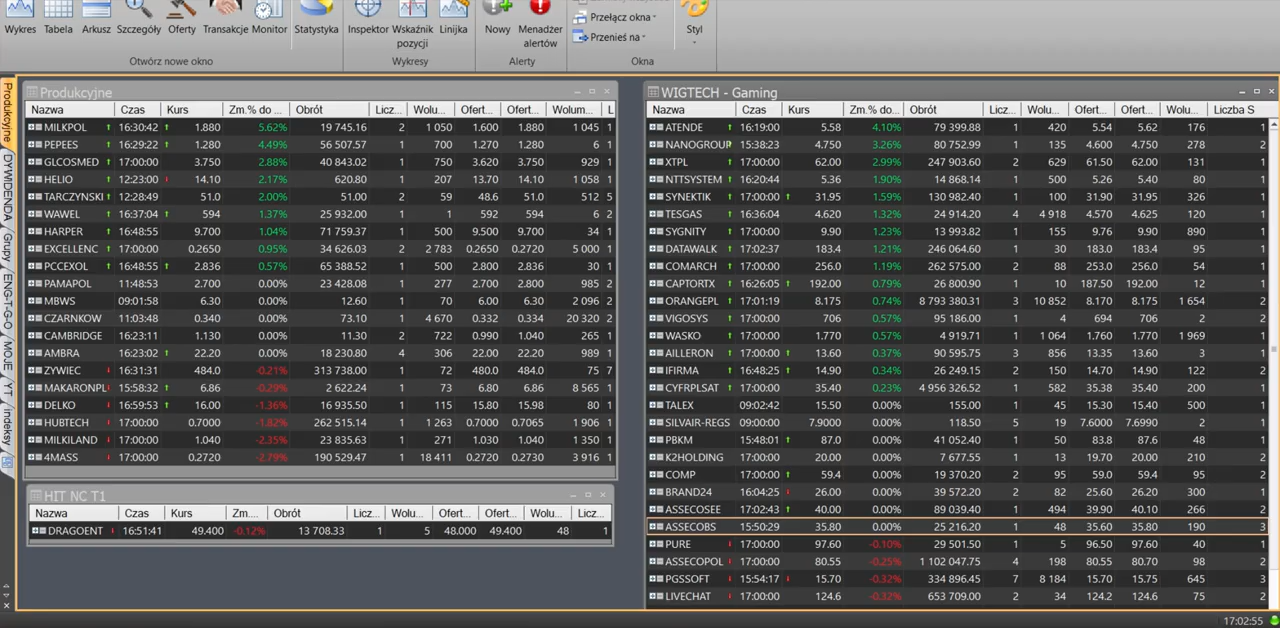 Wykres Tabela Arkusz Szczegóły Oferty Transakcje Monitor Statystyka Inspektor Wskaźnik pozycji Linijka Nowy Menadżer alertów Przełącz okna Przenieś na Styl
Otwórz nowe okno Wykresy Alerty Okna
Produkcyjne
DYWIDENDA
Grupy
ENG-T-G-O
MOJE
YT
Indeksy
Produkcyjne
Nazwa Czas Kurs Zm.% do ... Obrót Licz... Wolu... Ofert... Ofert... Wolum... L
MILKPOL 16:30:42 1.880 5.62% 19 745.16 2 1 050 1.600 1.880 1 045 1
PEPEES 16:29:22 1.280 4.49% 56 507.57 1 700 1.270 1.280 6 1
GLCOSMED 17:00:00 3.750 2.88% 40 843.02 1 750 3.620 3.750 929 1
HELIO 12:23:00 14.10 2.17% 620.80 1 207 13.70 14.10 1 058 1
TARCZYNSKI 12:28:49 51.0 2.00% 51.00 2 59 48.6 51.0 512 5
WAWEL 16:37:04 594 1.37% 25 932.00 1 1 592 594 6 2
HARPER 16:48:55 9.700 1.04% 71 759.37 1 500 9.500 9.700 34 1
EXCELLENC 17:00:00 0.2650 0.95% 34 626.03 2 2 783 0.2650 0.2720 5 000 1
PCCEXOL 16:48:55 2.836 0.57% 65 388.52 1 500 2.800 2.836 30 1
PAMAPOL 11:48:53 2.700 0.00% 23 428.08 1 277 2.700 2.800 985 2
MBWS 09:01:58 6.30 0.00% 12.60 1 70 6.00 6.30 2 096 2
CZARNKOW 11:03:48 0.340 0.00% 73.10 1 4 670 0.332 0.334 20 320 2
CAMBRIDGE 16:23:11 1.130 0.00% 11.30 2 722 0.990 1.040 265 1
AMBRA 16:23:02 22.20 0.00% 18 230.80 4 306 22.00 22.20 989 1
ZYWIEC 16:31:31 484.0 -0.21% 313 738.00 1 72 480.0 484.0 75 7
MAKARONPL 15:58:32 6.86 -0.29% 2 622.24 1 73 6.80 6.86 8 565 1
DELKO 16:59:53 16.00 -1.36% 16 935.50 1 115 15.80 15.98 80 1
HUBTECH 17:00:00 0.7000 -1.82% 262 515.14 1 1 263 0.7000 0.7065 1 906 1
MILKILAND 17:00:00 1.040 -2.35% 23 835.63 1 271 1.030 1.040 1 350 1
4MASS 17:00:00 0.2720 -2.79% 190 529.47 1 18 411 0.2720 0.2730 3 916 1
HIT NC T1
Nazwa Czas Kurs Zm.... Obrót Licz... Wolu... Ofert... Ofert... Wolu... Licz...
DRAGOENT 16:51:41 49.400 -0.12% 13 708.33 1 5 48.000 49.400 48 1
WIGTECH - Gaming
Nazwa Czas Kurs Zm.% do ... Obrót Licz... Wolu... Ofert... Ofert... Wolu... Liczba S
ATENDE 16:19:00 5.58 4.10% 79 399.88 1 420 5.54 5.62 176 1
NANOGROUP 15:38:23 4.750 3.26% 80 752.99 1 135 4.600 4.750 278 2
XTPL 17:00:00 62.00 2.99% 247 903.60 2 629 61.50 62.00 131 1
NTTSYSTEM 16:20:44 5.36 1.90% 14 868.14 1 500 5.26 5.40 80 1
SYNEKTIK 17:00:00 31.95 1.59% 130 982.40 1 100 31.90 31.95 326 1
TESGAS 16:36:04 4.620 1.32% 24 914.20 4 4 918 4.570 4.625 120 1
SYGNITY 17:00:00 9.90 1.23% 13 993.82 1 155 9.76 9.90 890 1
DATAWALK 17:02:37 183.4 1.21% 246 064.60 1 30 183.0 183.4 95 1
COMARCH 17:00:00 256.0 1.19% 262 575.00 2 88 253.0 256.0 54 1
CAPTORTX 16:26:05 192.00 0.79% 26 800.90 1 10 187.50 192.00 12 1
ORANGEPL 17:01:19 8.175 0.74% 8 793 380.31 3 10 852 8.170 8.175 1 654 2
VIGOSYS 17:00:00 706 0.57% 95 186.00 1 4 694 706 2 2
WASKO 17:00:00 1.770 0.57% 4 919.71 1 1 064 1.760 1.770 1 969 1
AILLERON 17:00:00 13.60 0.37% 90 595.75 3 856 13.35 13.60 3 1
IFIRMA 16:48:25 14.90 0.34% 26 249.15 2 150 14.70 14.90 122 2
CYFRPLSAT 17:00:00 35.40 0.23% 4 956 326.52 1 582 35.38 35.40 200 1
TALEX 09:02:42 15.50 0.00% 155.00 1 45 15.30 15.40 500 1
SILVAIR-REGS 09:00:00 7.9000 0.00% 118.50 5 19 7.6000 7.6990 2 1
PBKM 15:48:01 87.0 0.00% 41 052.40 1 50 83.8 87.6 48 1
K2HOLDING 17:00:00 20.00 0.00% 7 677.55 1 13 19.70 20.00 210 2
COMP 17:00:00 59.4 0.00% 19 370.20 2 95 59.0 59.4 95 2
BRAND24 16:04:25 26.00 0.00% 39 572.20 2 82 25.60 26.20 300 1
ASSECOSEE 17:02:43 40.00 0.00% 89 039.40 1 494 39.90 40.10 266 2
ASSECOBS 15:50:29 35.80 0.00% 25 216.20 1 48 35.60 35.80 190 3
PURE 17:00:00 97.60 -0.10% 29 501.50 1 5 96.50 97.60 40 1
ASSECOPOL 17:00:00 80.55 -0.25% 1 102 047.75 4 198 80.55 80.70 98 2
PGSSOFT 15:54:17 15.70 -0.32% 334 896.45 7 8 184 15.70 15.75 645 3
LIVECHAT 17:00:00 124.6 -0.32% 653 709.00 2 34 124.2 124.6 75 2
17:02:55